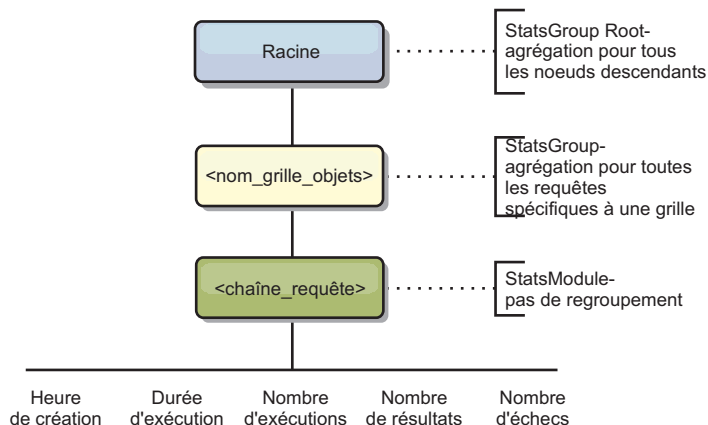 Racine
StatsGroup Root-
agrégation pour tous
les noeuds descendants
<nom_grille_objets>
StatsGroup-
agrégation pour toutes
les requêtes
spécifiques à une grille
<chaîne_requête>
StatsModule-
pas de regroupement
Heure
de création
Durée
d'exécution
Nombre
d'exécutions
Nombre
de résultats
Nombre
d'échecs